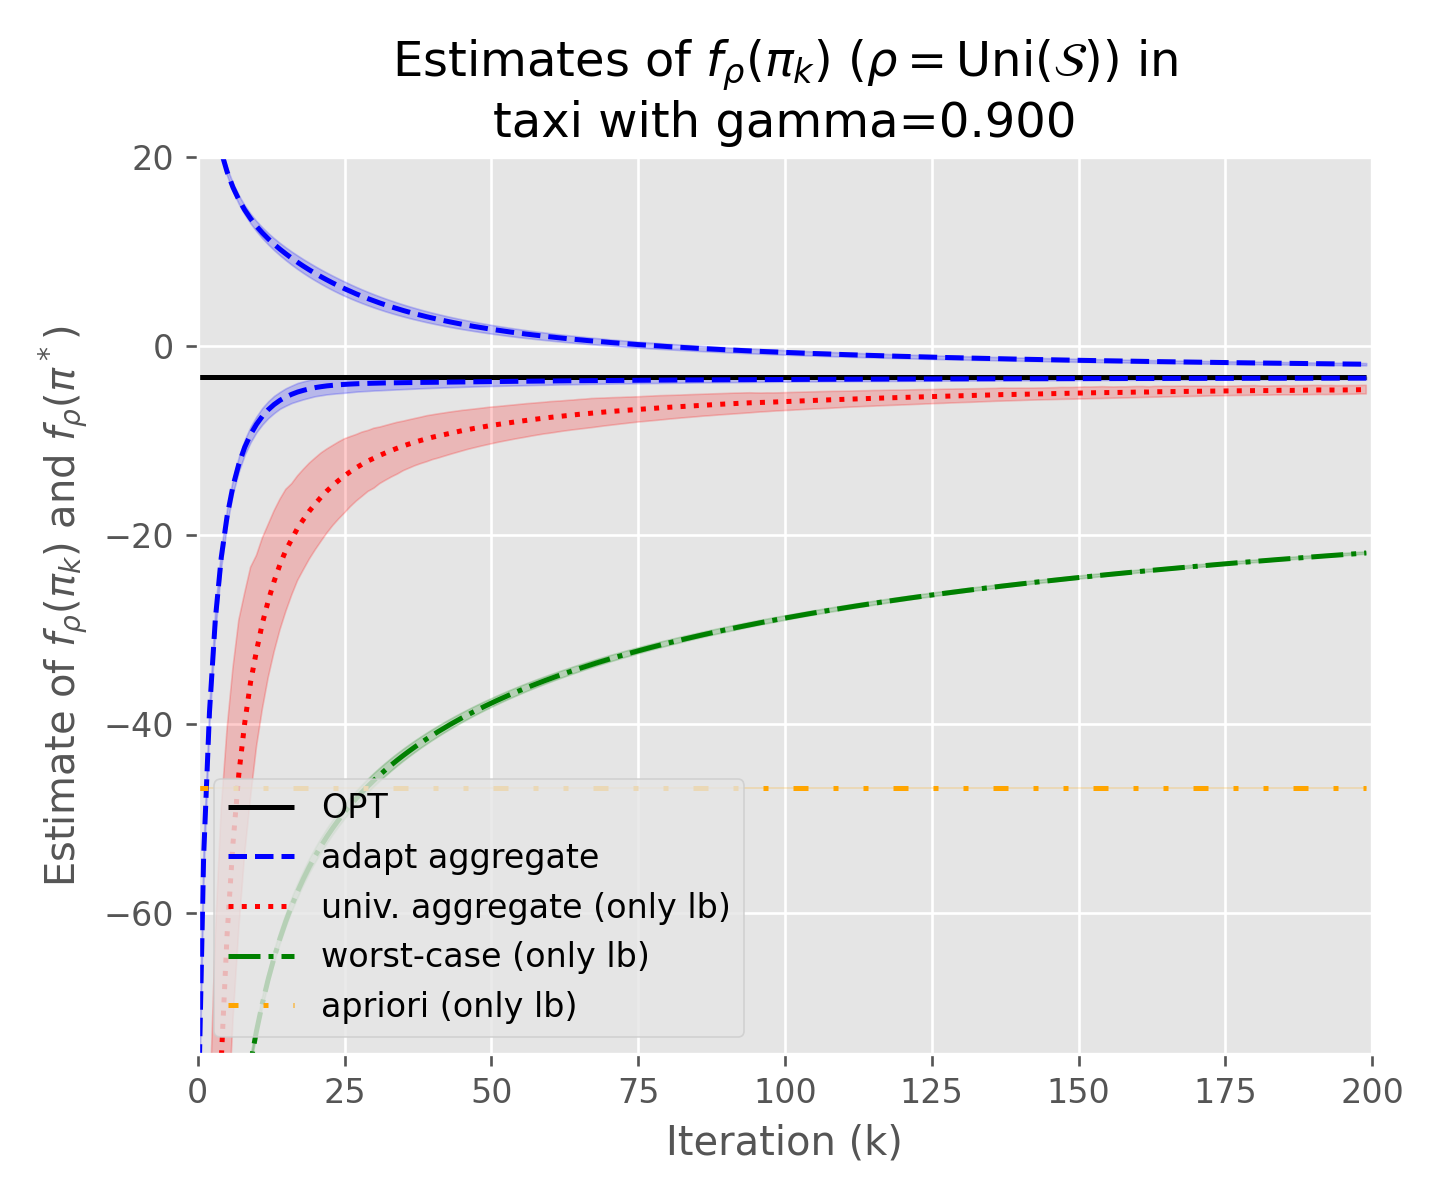 Estimates of $f_\rho(\pi_k)$ ($\rho = \mathrm{Uni}(\mathcal{S})$) in
taxi with gamma=0.900
Estimate of $f_\rho(\pi_k)$ and $f_\rho(\pi^*)$
20
0
−20
−40
−60
OPT
adapt aggregate
univ. aggregate (only lb)
worst-case (only lb)
apriori (only lb)
0 25 50 75 100 125 150 175 200
Iteration (k)